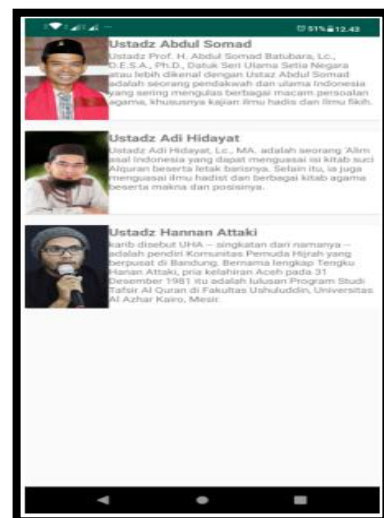 51% 12.43
Ustadz Abdul Somad
Ustadz Prof. H. Abdul Somad Batubara, Lc.,
D.E.S.A., Ph.D., Datuk Seri Ulama Setia Negara
atau lebih dikenal dengan Ustaz Abdul Somad
adalah seorang pendakwah dan ulama Indonesia
yang sering mengulas berbagai macam persoalan
agama, khususnya kajian ilmu hadis dan Ilmu fikih.
Ustadz Adi Hidayat
Ustadz Adi Hidayat, Lc., MA. adalah seorang 'Alim
asal Indonesia yang dapat menguasai isi kitab suci
Alquran beserta letak barisnya. Selain itu, ia juga
menguasai ilmu hadist dan berbagai kitab agama
beserta makna dan posisinya.
Ustadz Hannan Attaki
karib disebut UHA – singkatan dari namanya –
adalah pendiri Komunitas Pemuda Hijrah yang
berpusat di Bandung. Bernama lengkap Tengku
Hanan Attaki, pria kelahiran Aceh pada 31
Desember 1981 itu adalah lulusan Program Studi
Tafsir Al Quran di Fakultas Ushuluddin, Universitas
Al Azhar Kairo, Mesir.